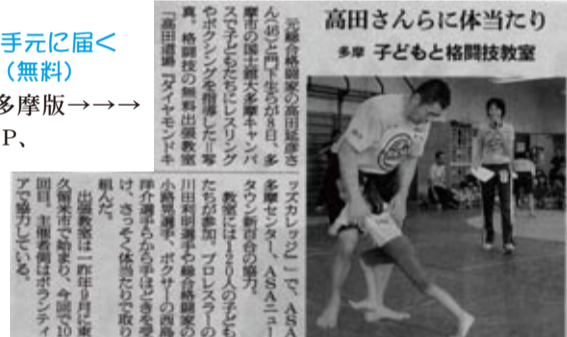 手元に届く
(無料)
多摩版→→→
P、
高田さんらに体当たり
多摩 子どもと格闘技教室
元総合格闘家の高田延彦さ
ん(46)と門下生らが8日、多
摩市の国士舘大多摩キャンパ
スで子どもたちにレスリング
やボクシングを指導した=写
真。格闘技の無料出張教室
「高田道場『ダイヤモンドキ
ッズカレッジ』」で、ASA
多摩センター、ASAニュー
タウン新百合の協力。
教室には120人の子ども
たちが参加。プロレスラーの
川田利明選手や総合格闘家の
小路晃選手、ボクサーの西島
洋介選手らから手ほどきを受
け、さっそく体当たりで取り
組んだ。
出張教室は一昨年9月に東
久留米市で始まり、今回で10
回目。主催者側はボランティ
アで協力している。